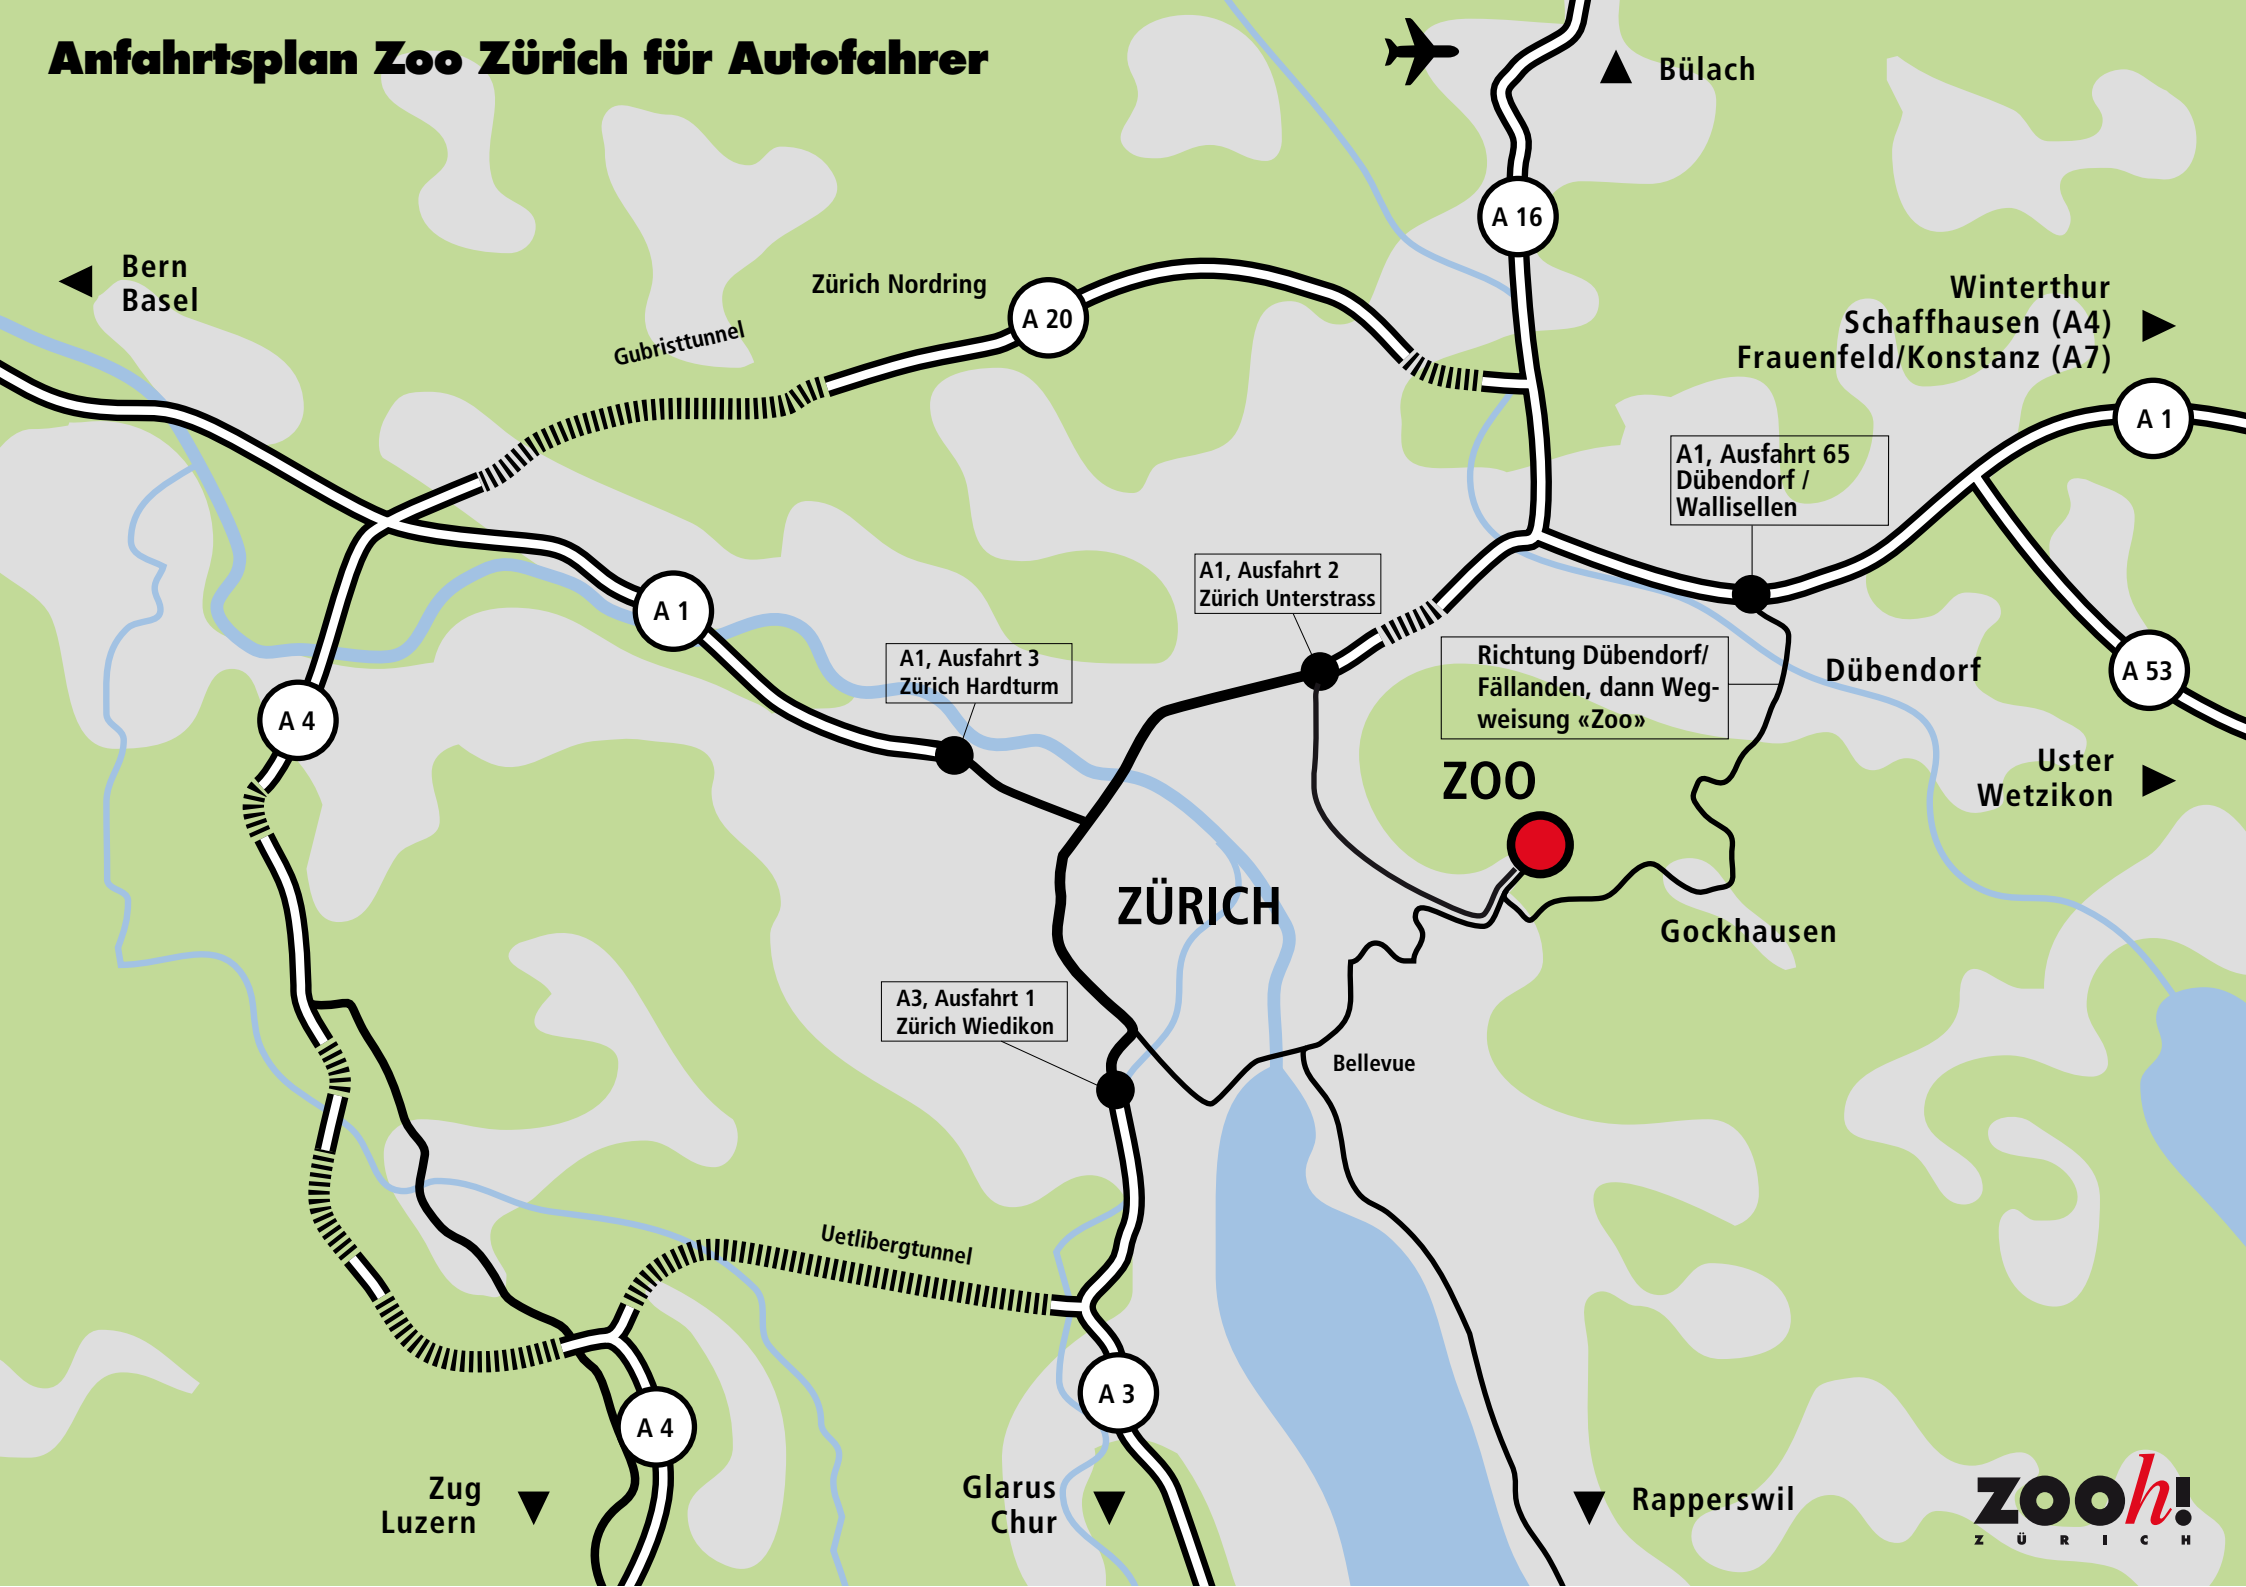 Anfahrtsplan Zoo Zürich für Autofahrer
Bülach
A 16
Bern
Basel
Zürich Nordring
A 20
Gubristtunnel
Winterthur
Schaffhausen (A4)
Frauenfeld/Konstanz (A7)
A 1
A1, Ausfahrt 65
Dübendorf /
Wallisellen
A1, Ausfahrt 2
Zürich Unterstrass
A 1
A1, Ausfahrt 3
Zürich Hardturm
Richtung Dübendorf/
Fällanden, dann Weg-
weisung «Zoo»
Dübendorf
A 53
A 4
ZOO
Uster
Wetzikon
ZÜRICH
Gockhausen
A3, Ausfahrt 1
Zürich Wiedikon
Bellevue
Uetlibergtunnel
A 3
A 4
Zug
Luzern
Glarus
Chur
Rapperswil
zooh!
ZÜRICH